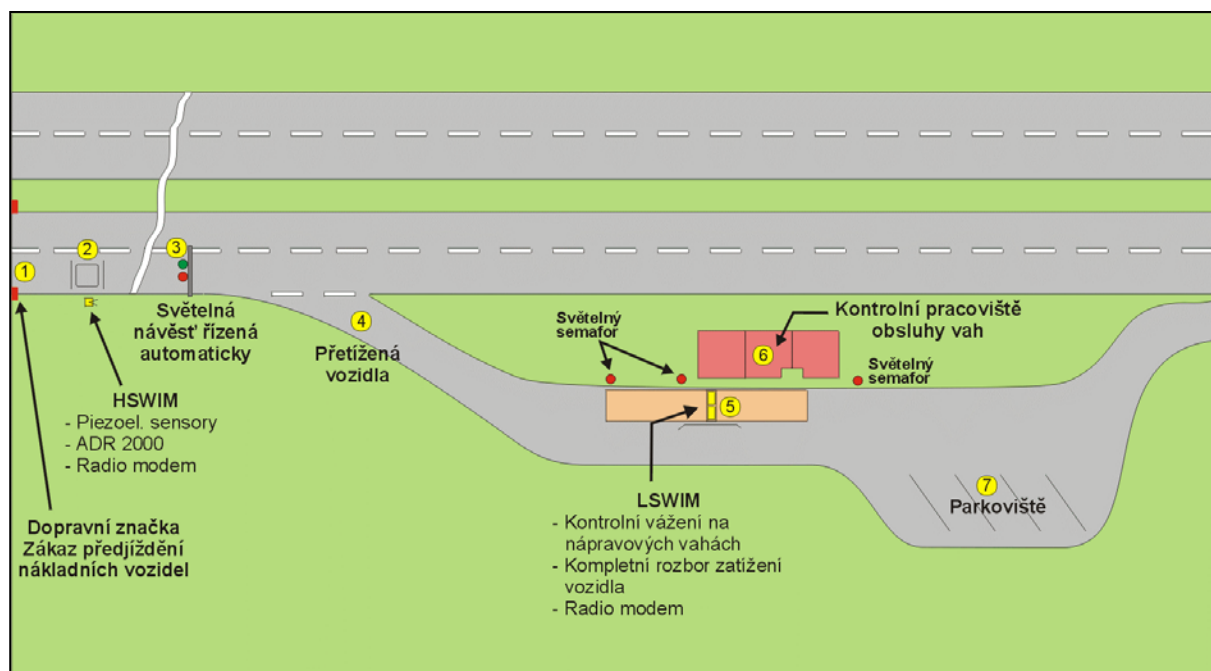 1
2
3
Světelná
návěsť řízená
automaticky
HSWIM
- Piezoel. sensory
- ADR 2000
- Radio modem
Dopravní značka
Zákaz předjíždění
nákladních vozidel
4
Přetížená
vozidla
Světelný
semafor
6
Kontrolní pracoviště
obsluhy vah
Světelný
semafor
5
LSWIM
- Kontrolní vážení na
nápravových vahách
- Kompletní rozbor zatížení
vozidla
- Radio modem
7
Parkoviště